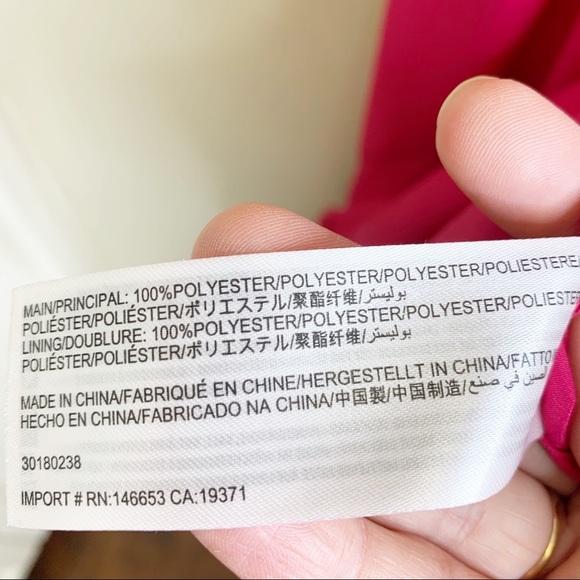 MAIN/PRINCIPAL: 100%POLYESTER/POLYESTER/POLYESTER/POLIESTERE/
POLIÉSTER/POLIÉSTER/ポリエステル/聚酯纤维/بوليستر/
LINING/DOUBLURE: 100%POLYESTER/POLYESTER/POLYESTER/POLIESTERE
POLIÉSTER/POLIÉSTER/ポリエステル/聚酯纤维/بوليستر
MADE IN CHINA/FABRIQUÉ EN CHINE/HERGESTELLT IN CHINA/FATTO
HECHO EN CHINA/FABRICADO NA CHINA/中国製/中国制造/صنع في الصين
30180238
IMPORT # RN:146653 CA:19371